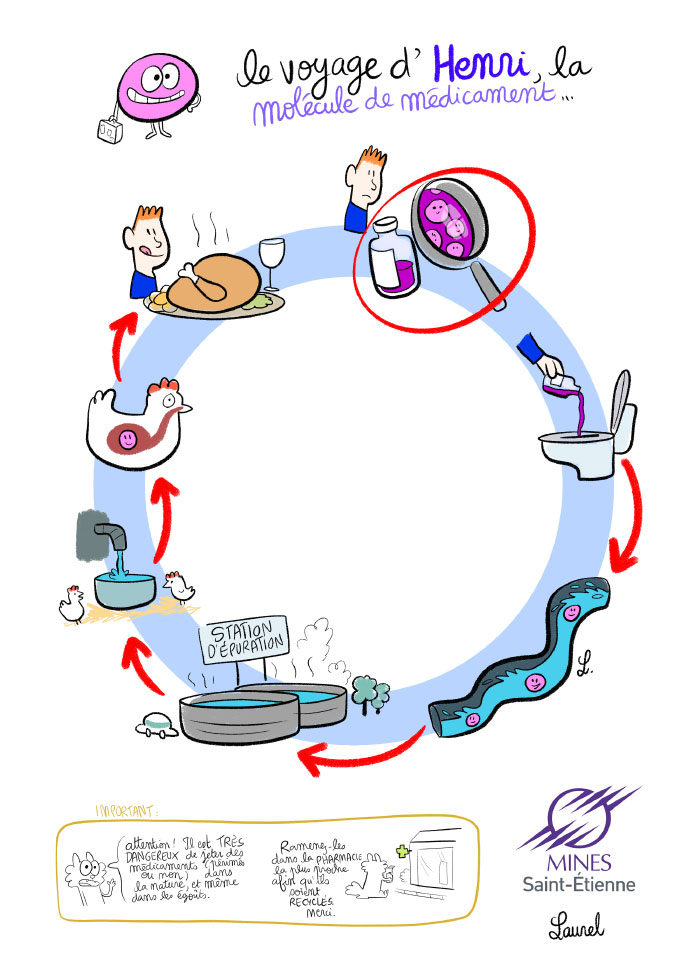 le voyage d'Henri, la
molécule de médicament...
STATION
D'ÉPURATION
L.
IMPORTANT:
attention! Il est TRÈS
DANGEREUX de jeter des
médicaments (périmés
ou non) dans
la nature, et même
dans les égoûts.
Ramenez-les
dans la PHARMACIE
la plus proche
afin qu'ils
soient
RECYCLÉS.
Merci.
MINES
Saint-Étienne
Laurel